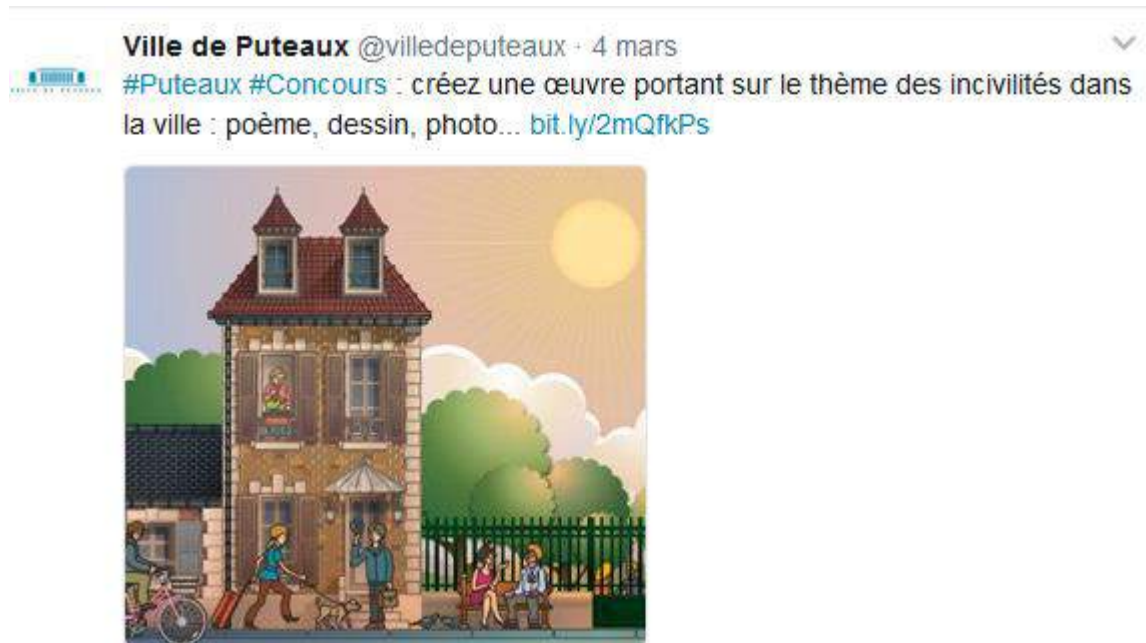 Ville de Puteaux @villedeputeaux · 4 mars
#Puteaux #Concours : créez une œuvre portant sur le thème des incivilités dans
la ville : poème, dessin, photo... bit.ly/2mQfkPs